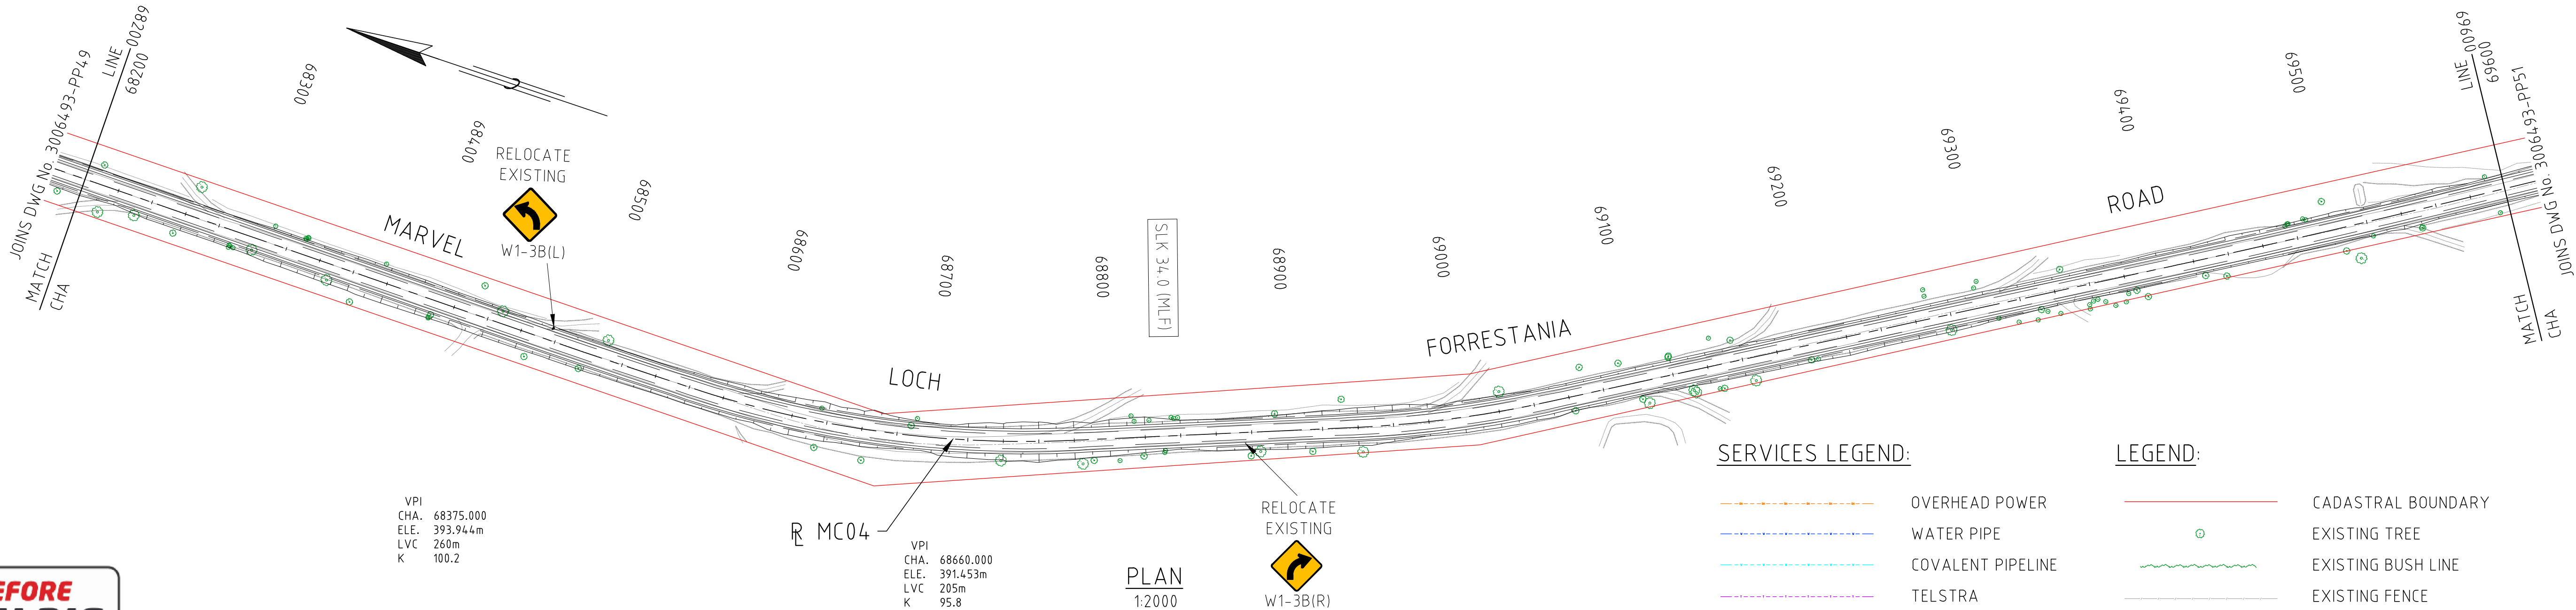 JOINS DWG No. 3006493-PP49
MATCH LINE
CHA 68200
68200
68300
68400
RELOCATE
EXISTING
W1-3B(L)
68500
68600
68700
68800
SLK 34.0 (MLF)
68900
69000
69100
69200
69300
69400
69500
MATCH LINE
CHA 69600
69600
JOINS DWG No. 3006493-PP51
MARVEL
LOCH
FORRESTANIA
ROAD
VPI
CHA. 68375.000
ELE. 393.944m
LVC 260m
K 100.2
MC04
VPI
CHA. 68660.000
ELE. 391.453m
LVC 205m
K 95.8
PLAN
1:2000
RELOCATE
EXISTING
W1-3B(R)
SERVICES LEGEND:
OVERHEAD POWER
WATER PIPE
COVALENT PIPELINE
TELSTRA
LEGEND:
CADASTRAL BOUNDARY
EXISTING TREE
EXISTING BUSH LINE
EXISTING FENCE